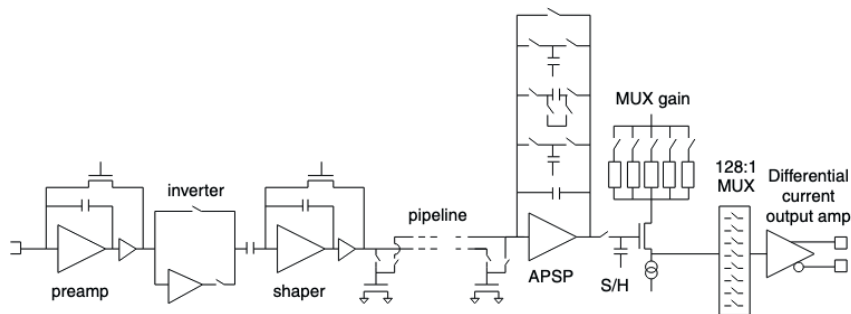 preamp
inverter
shaper
pipeline
APSP
S/H
MUX gain
128:1
MUX
Differential
current
output amp